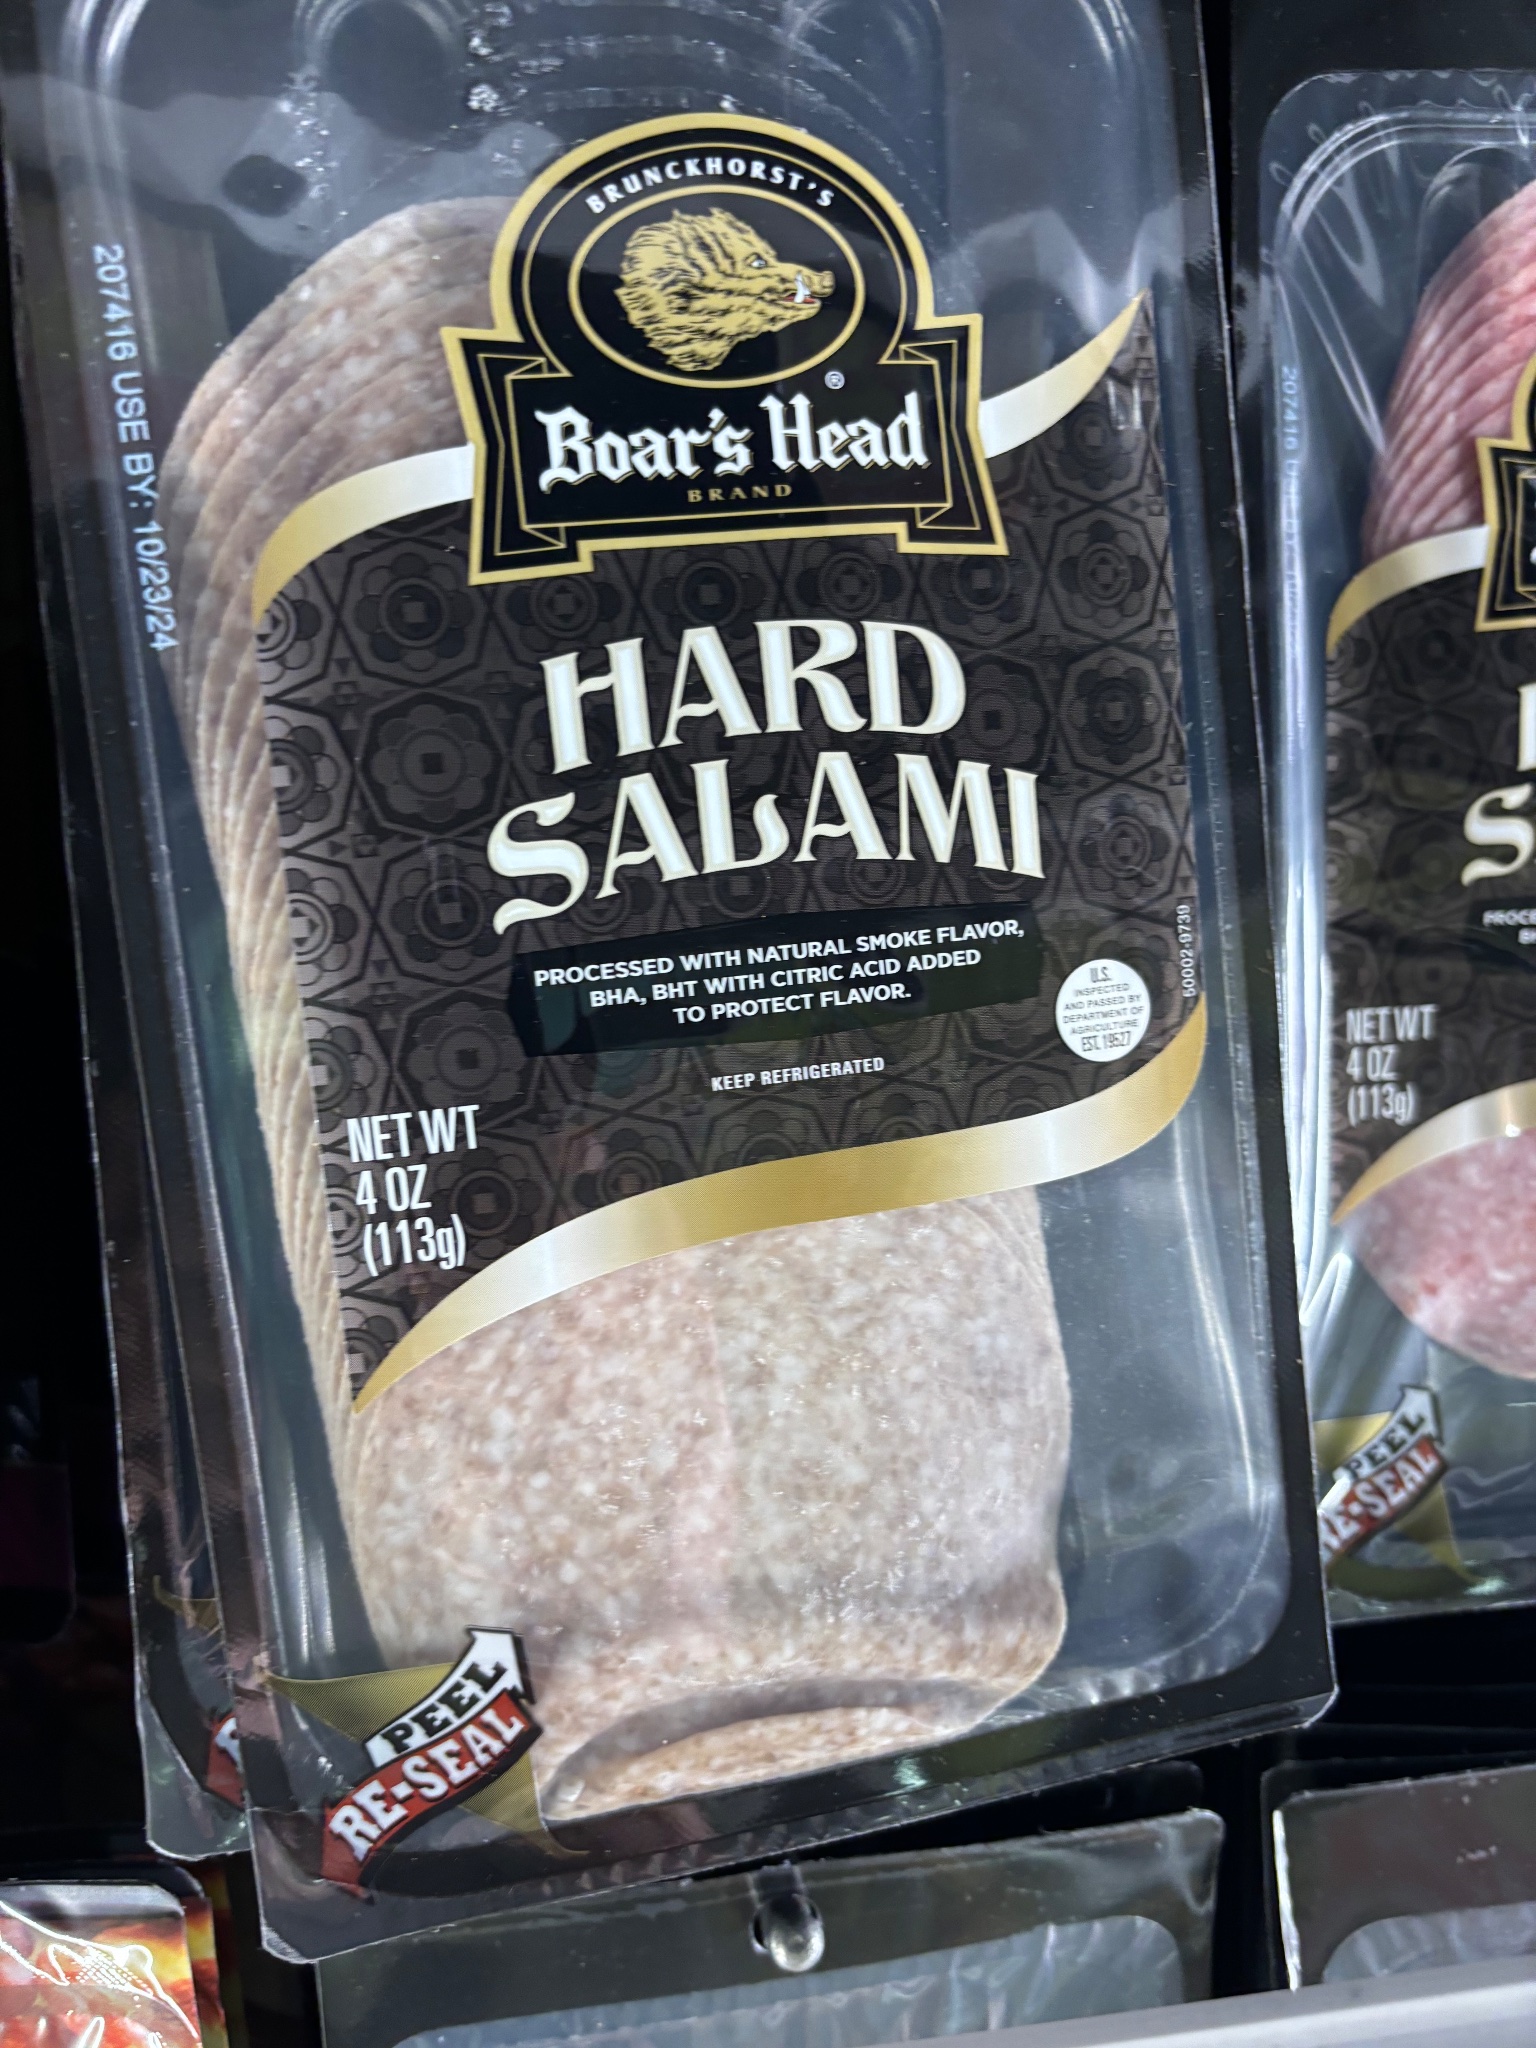 BRUNCKHORST'S
Boar's Head®
BRAND
207416 USE BY: 10/23/24
HARD
SALAMI
PROCESSED WITH NATURAL SMOKE FLAVOR,
BHA, BHT WITH CITRIC ACID ADDED
TO PROTECT FLAVOR.
KEEP REFRIGERATED
U.S.
INSPECTED
AND PASSED BY
DEPARTMENT OF
AGRICULTURE
EST. 19527
50002-9739
NET WT
4 OZ
(113g)
PEEL
RE-SEAL
207416
NET WT
4 OZ
(113g)
PEEL
RE-SEAL